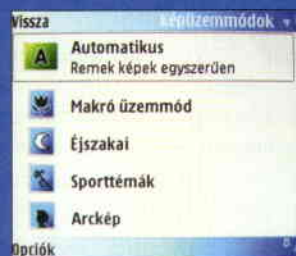 Vissza képüzemmódok
Automatikus
Remek képek egyszerűen
Makró üzemmód
Éjszakai
Sporttémák
Arckép
Opciók